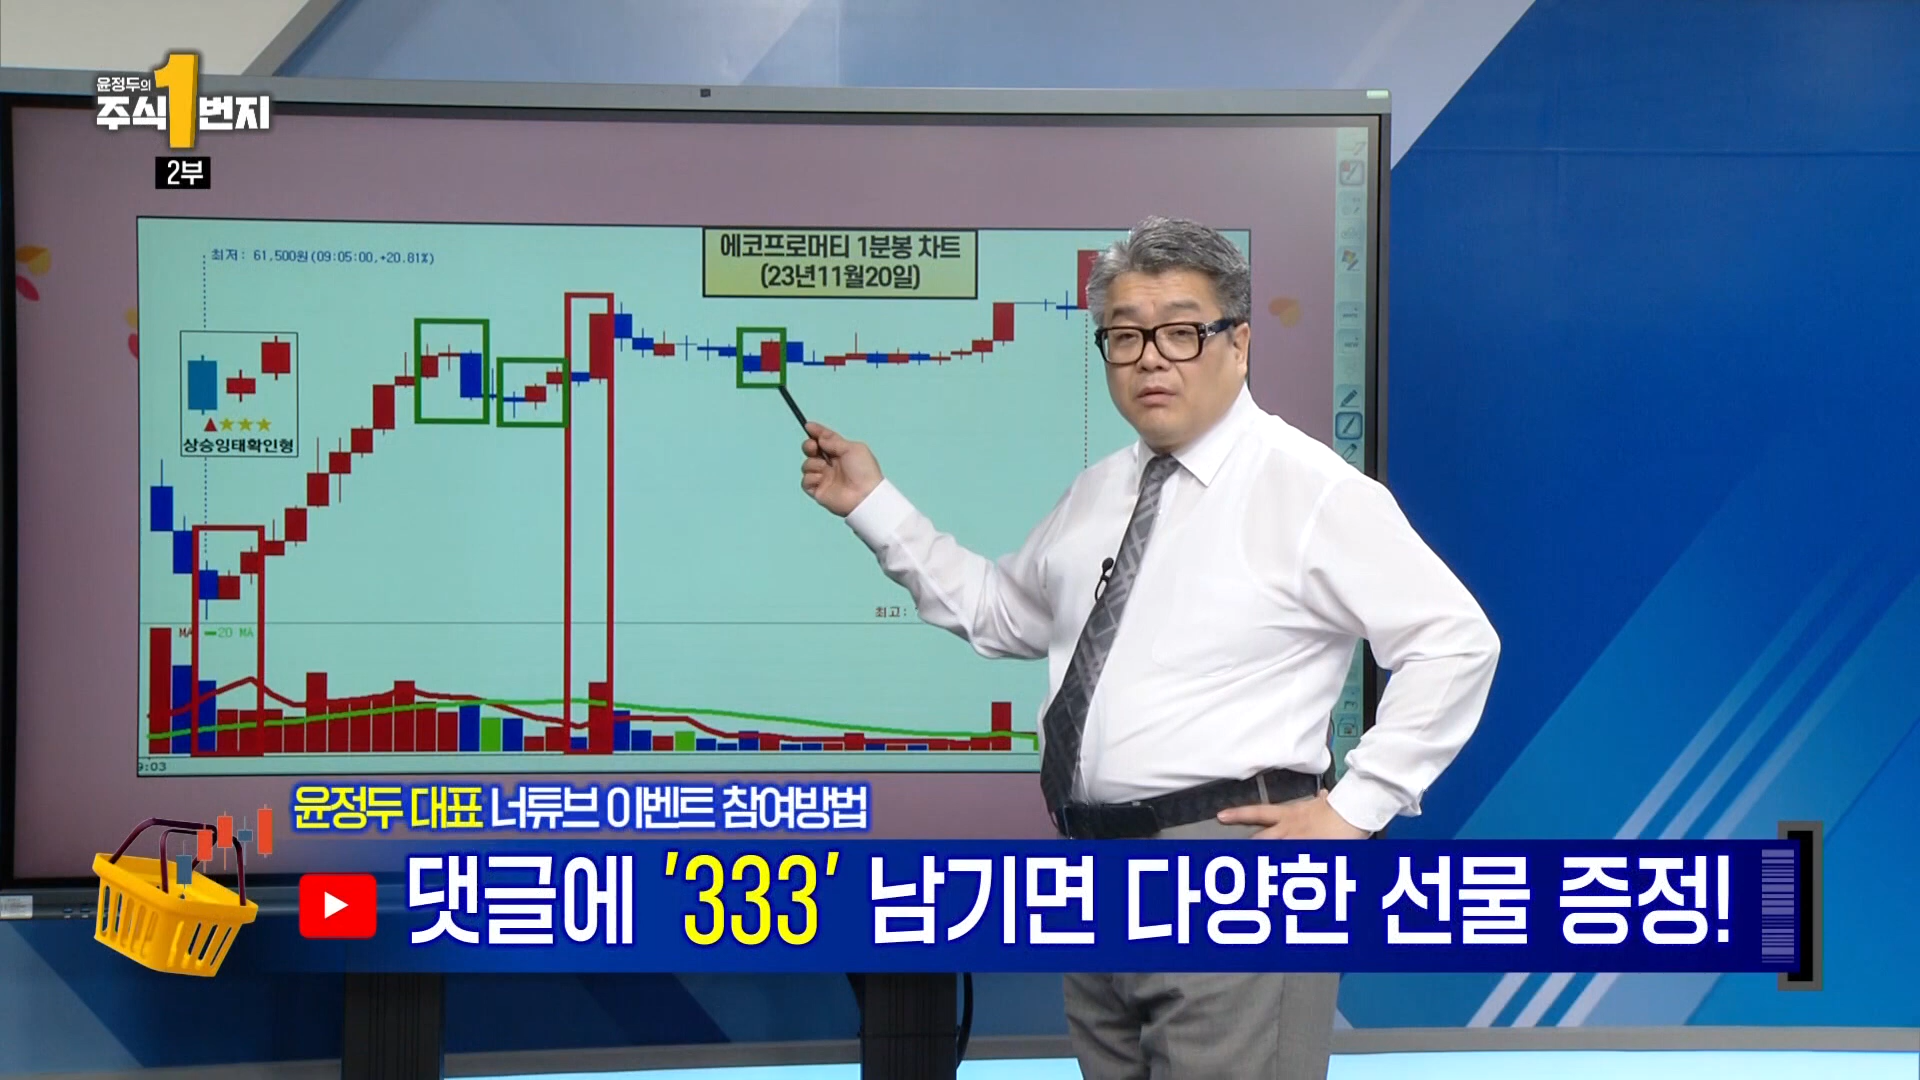 윤정두의
주식1번지
2부
최저: 61,500원(09:05:00,+20.81%)
에코프로머티 1분봉 차트
(23년11월20일)
▲★★★
상승잉태확인형
최고:
MA 20 MA
9:03
윤정두 대표 너튜브 이벤트 참여방법
댓글에 '333' 남기면 다양한 선물 증정!